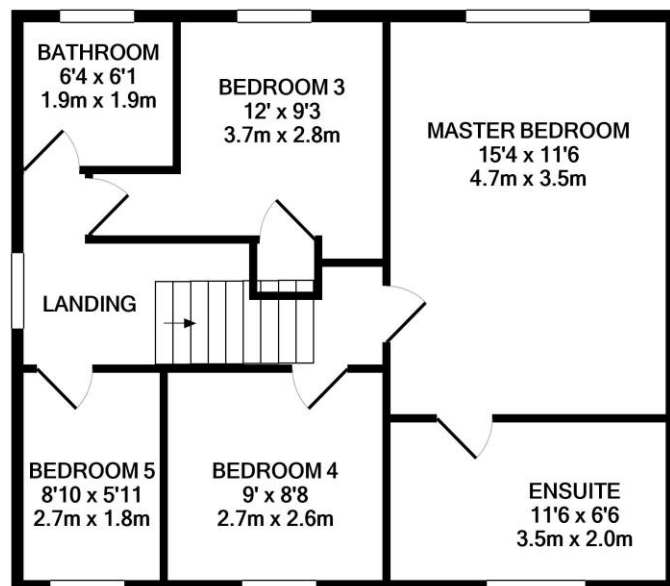 BATHROOM
6'4 x 6'1
1.9m x 1.9m
BEDROOM 3
12' x 9'3
3.7m x 2.8m
MASTER BEDROOM
15'4 x 11'6
4.7m x 3.5m
LANDING
BEDROOM 5
8'10 x 5'11
2.7m x 1.8m
BEDROOM 4
9' x 8'8
2.7m x 2.6m
ENSUITE
11'6 x 6'6
3.5m x 2.0m